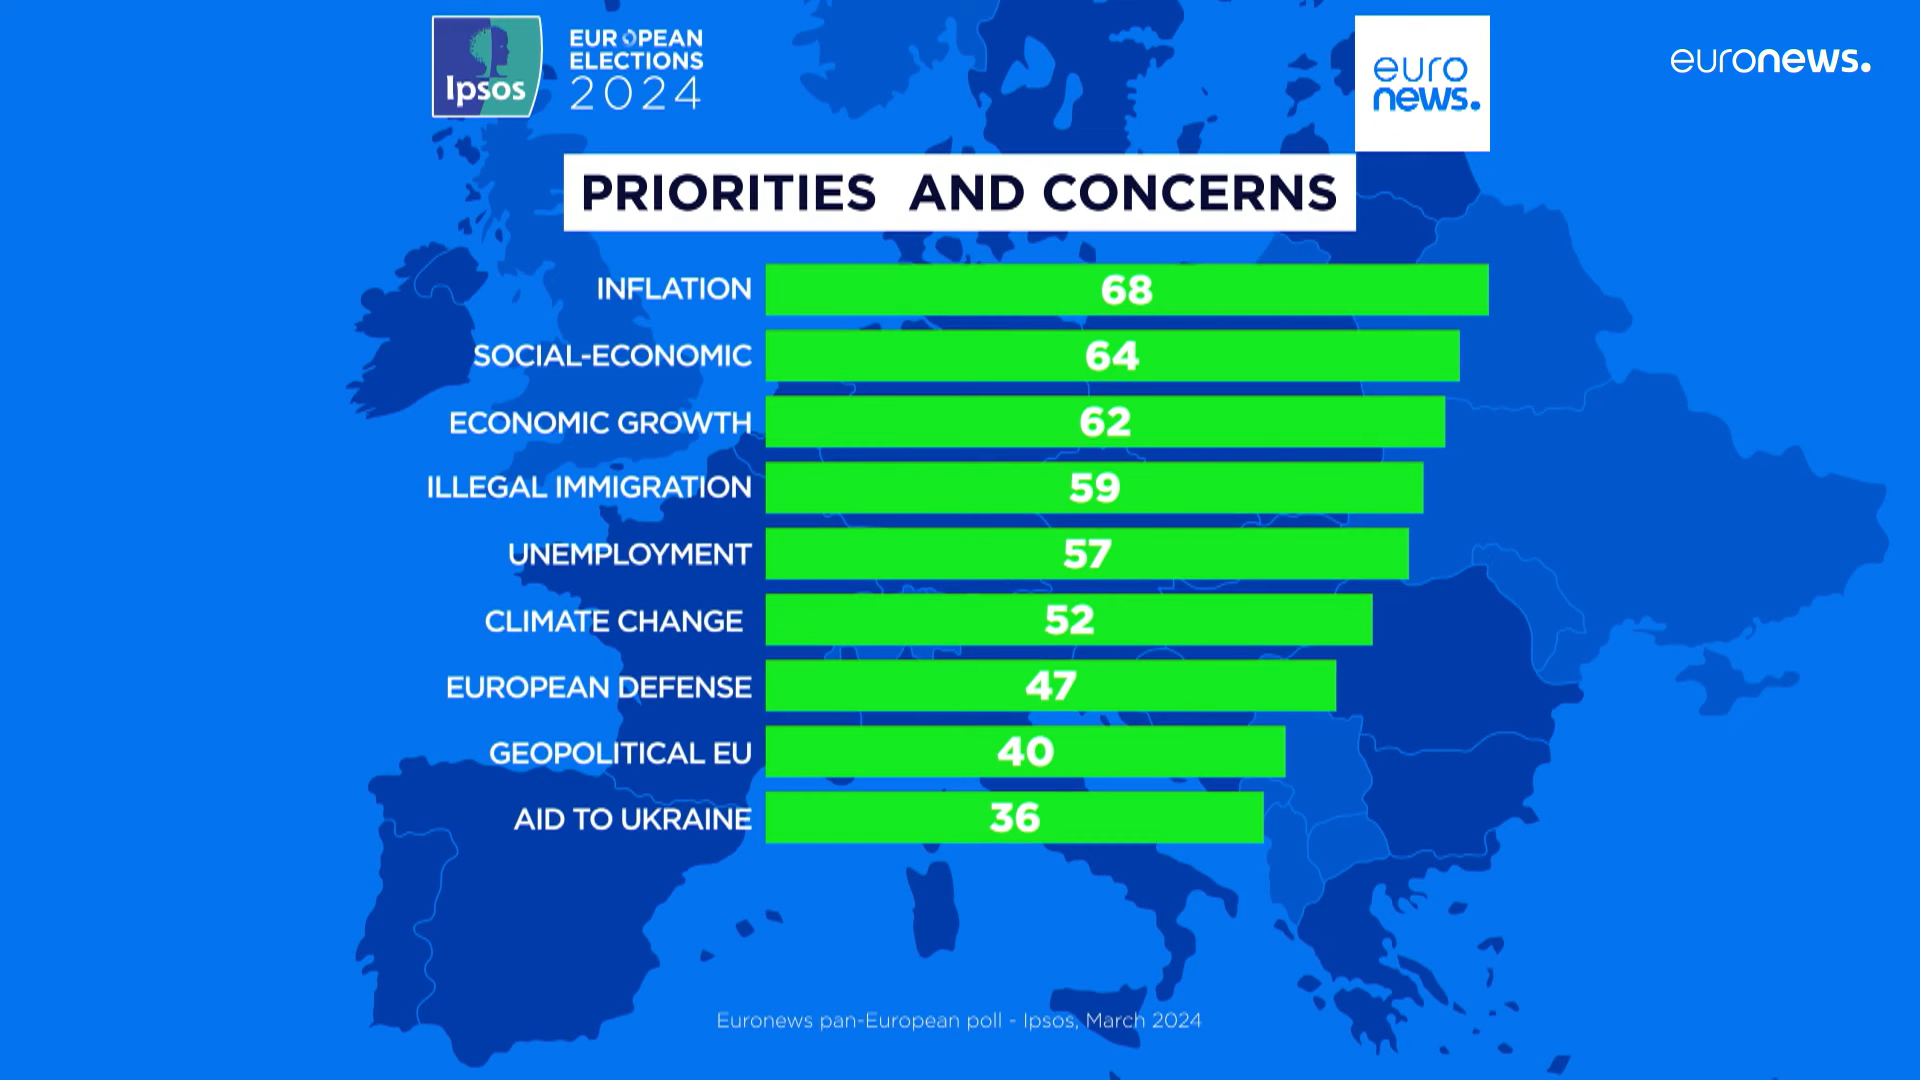 Ipsos
EUROPEAN
ELECTIONS
2024
euro
news.
euronews.
PRIORITIES AND CONCERNS
INFLATION 68
SOCIAL-ECONOMIC 64
ECONOMIC GROWTH 62
ILLEGAL IMMIGRATION 59
UNEMPLOYMENT 57
CLIMATE CHANGE 52
EUROPEAN DEFENSE 47
GEOPOLITICAL EU 40
AID TO UKRAINE 36
Euronews pan-European poll - Ipsos, March 2024